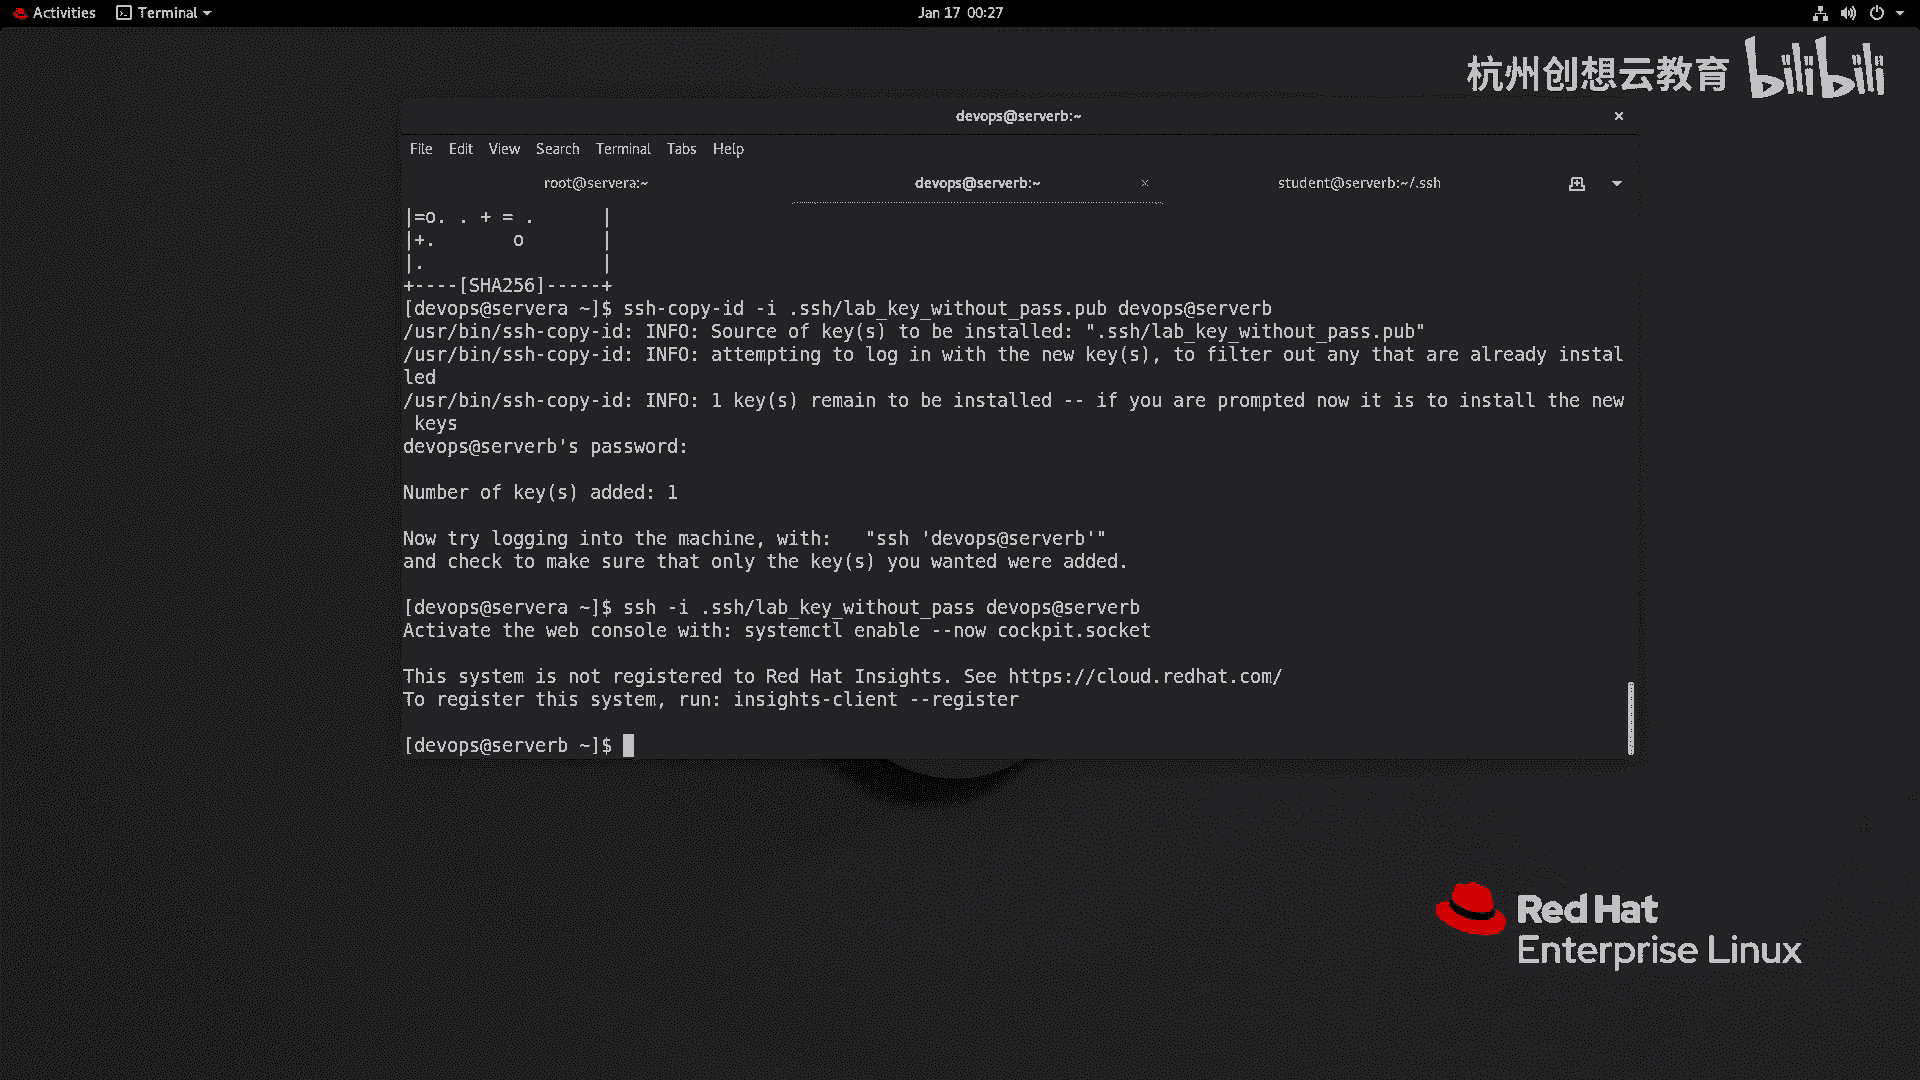 Activities
Terminal
Jan 17 00:27
杭州创想云教育 bilibili
devops@serverb:~
File Edit View Search Terminal Tabs Help
root@servera:~
devops@serverb:~
student@serverb:~/.ssh
|=o. . + = .       |
|+.       o        |
|.                 |
+----[SHA256]-----+
[devops@servera ~]$ ssh-copy-id -i .ssh/lab_key_without_pass.pub devops@serverb
/usr/bin/ssh-copy-id: INFO: Source of key(s) to be installed: ".ssh/lab_key_without_pass.pub"
/usr/bin/ssh-copy-id: INFO: attempting to log in with the new key(s), to filter out any that are already instal
led
/usr/bin/ssh-copy-id: INFO: 1 key(s) remain to be installed -- if you are prompted now it is to install the new
 keys
devops@serverb's password:
Number of key(s) added: 1
Now try logging into the machine, with:   "ssh 'devops@serverb'"
and check to make sure that only the key(s) you wanted were added.
[devops@servera ~]$ ssh -i .ssh/lab_key_without_pass devops@serverb
Activate the web console with: systemctl enable --now cockpit.socket
This system is not registered to Red Hat Insights. See https://cloud.redhat.com/
To register this system, run: insights-client --register
[devops@serverb ~]$
Red Hat
Enterprise Linux